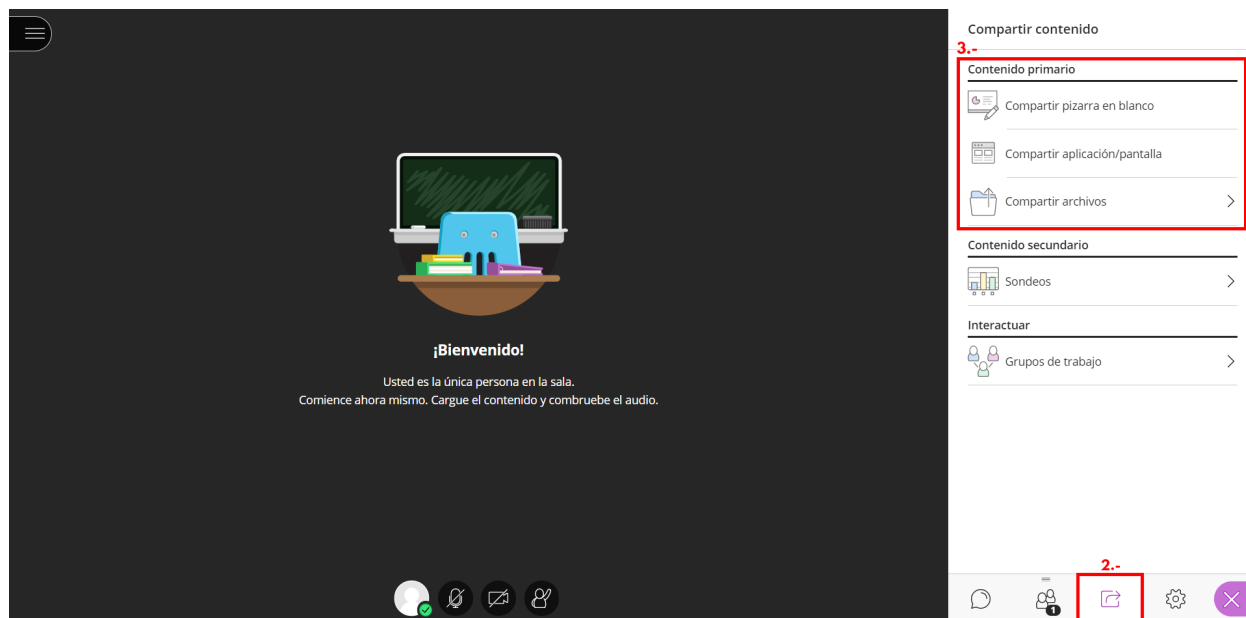 Compartir contenido
3.-
Contenido primario
Compartir pizarra en blanco
Compartir aplicación/pantalla
Compartir archivos
Contenido secundario
Sondeos
Interactuar
Grupos de trabajo
¡Bienvenido!
Usted es la única persona en la sala.
Comience ahora mismo. Cargue el contenido y combruebe el audio.
2.-
1